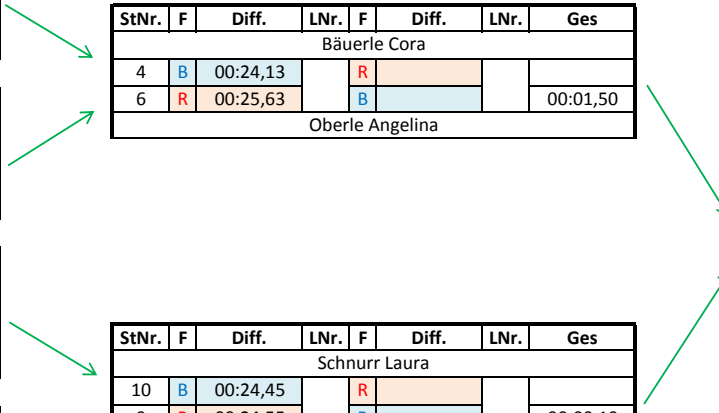 StNr. F Diff. LNr. F Diff. LNr. Ges
Bäuerle Cora
4 B 00:24,13 R
6 R 00:25,63 B 00:01,50
Oberle Angelina
StNr. F Diff. LNr. F Diff. LNr. Ges
Schnurr Laura
10 B 00:24,45 R